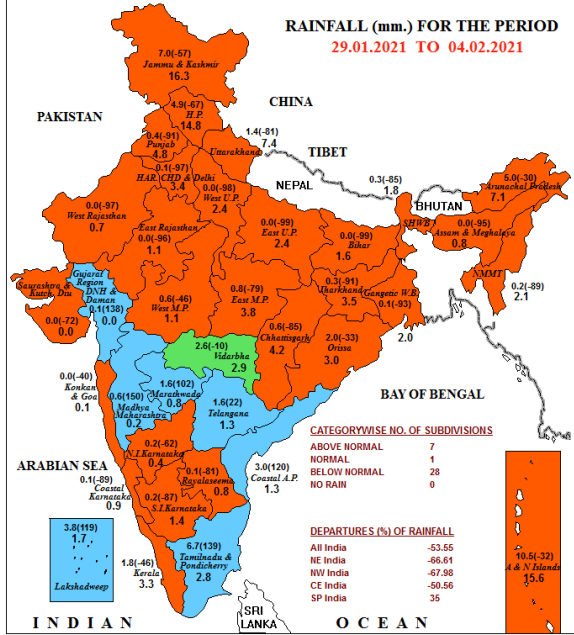 RAINFALL (mm.) FOR THE PERIOD
29.01.2021 TO 04.02.2021
7.0(-57)
Jammu & Kashmir
16.3
4.9(-67)
H.P.
14.8
CHINA
PAKISTAN
0.4(-91)
Punjab
4.8
1.4(-81)
7.4
Uttarakhand
TIBET
0.1(-97)
HAR. CHD & Delhi
3.4
0.0(-98)
West U.P.
2.4
NEPAL
0.3(-85)
1.8
BHUTAN
5.0(-30)
Arunachal Pradesh
7.1
0.0(-97)
West Rajasthan
0.7
East Rajasthan
0.0(-96)
1.1
0.0(-99)
East U.P.
2.4
0.0(-99)
Bihar
1.6
SHWB
0.0(-95)
Assam & Meghalaya
0.8
NMMT
0.2(-89)
2.1
Gujarat
Region
DNH &
Daman
0.1(138)
0.0
Saurashtra &
Kutch, Diu
0.0(-72)
0.0
0.6(-46)
West M.P.
1.1
0.8(-79)
East M.P.
3.8
0.3(-91)
Jharkhand
3.5
Gangetic W.B.
0.1(-93)
2.0
0.6(-85)
Chhattisgarh
4.2
2.0(-33)
Orissa
3.0
2.6(-10)
Vidarbha
2.9
0.0(-40)
Konkan
& Goa
0.1
0.6(150)
Madhya
Maharashtra
0.2
1.6(102)
Marathwada
0.8
1.6(22)
Telangana
1.3
BAY OF BENGAL
0.2(-62)
N.I.Karnataka
0.4
ARABIAN SEA
0.1(-89)
Coastal
Karnataka
0.9
0.1(-81)
Rayalaseema
0.8
3.0(120)
Coastal A.P.
1.3
0.2(-87)
S.I.Karnataka
1.4
CATEGORYWISE NO. OF SUBDIVISIONS
ABOVE NORMAL 7
NORMAL 1
BELOW NORMAL 28
NO RAIN 0
DEPARTURES (%) OF RAINFALL
All India -53.55
NE India -66.61
NW India -67.98
CE India -50.56
SP India 35
3.8(119)
1.7
Lakshadweep
1.8(-46)
Kerala
3.3
6.7(139)
Tamilnadu &
Pondicherry
2.8
10.5(-32)
A & N Islands
15.6
SRI
LANKA
INDIAN OCEAN